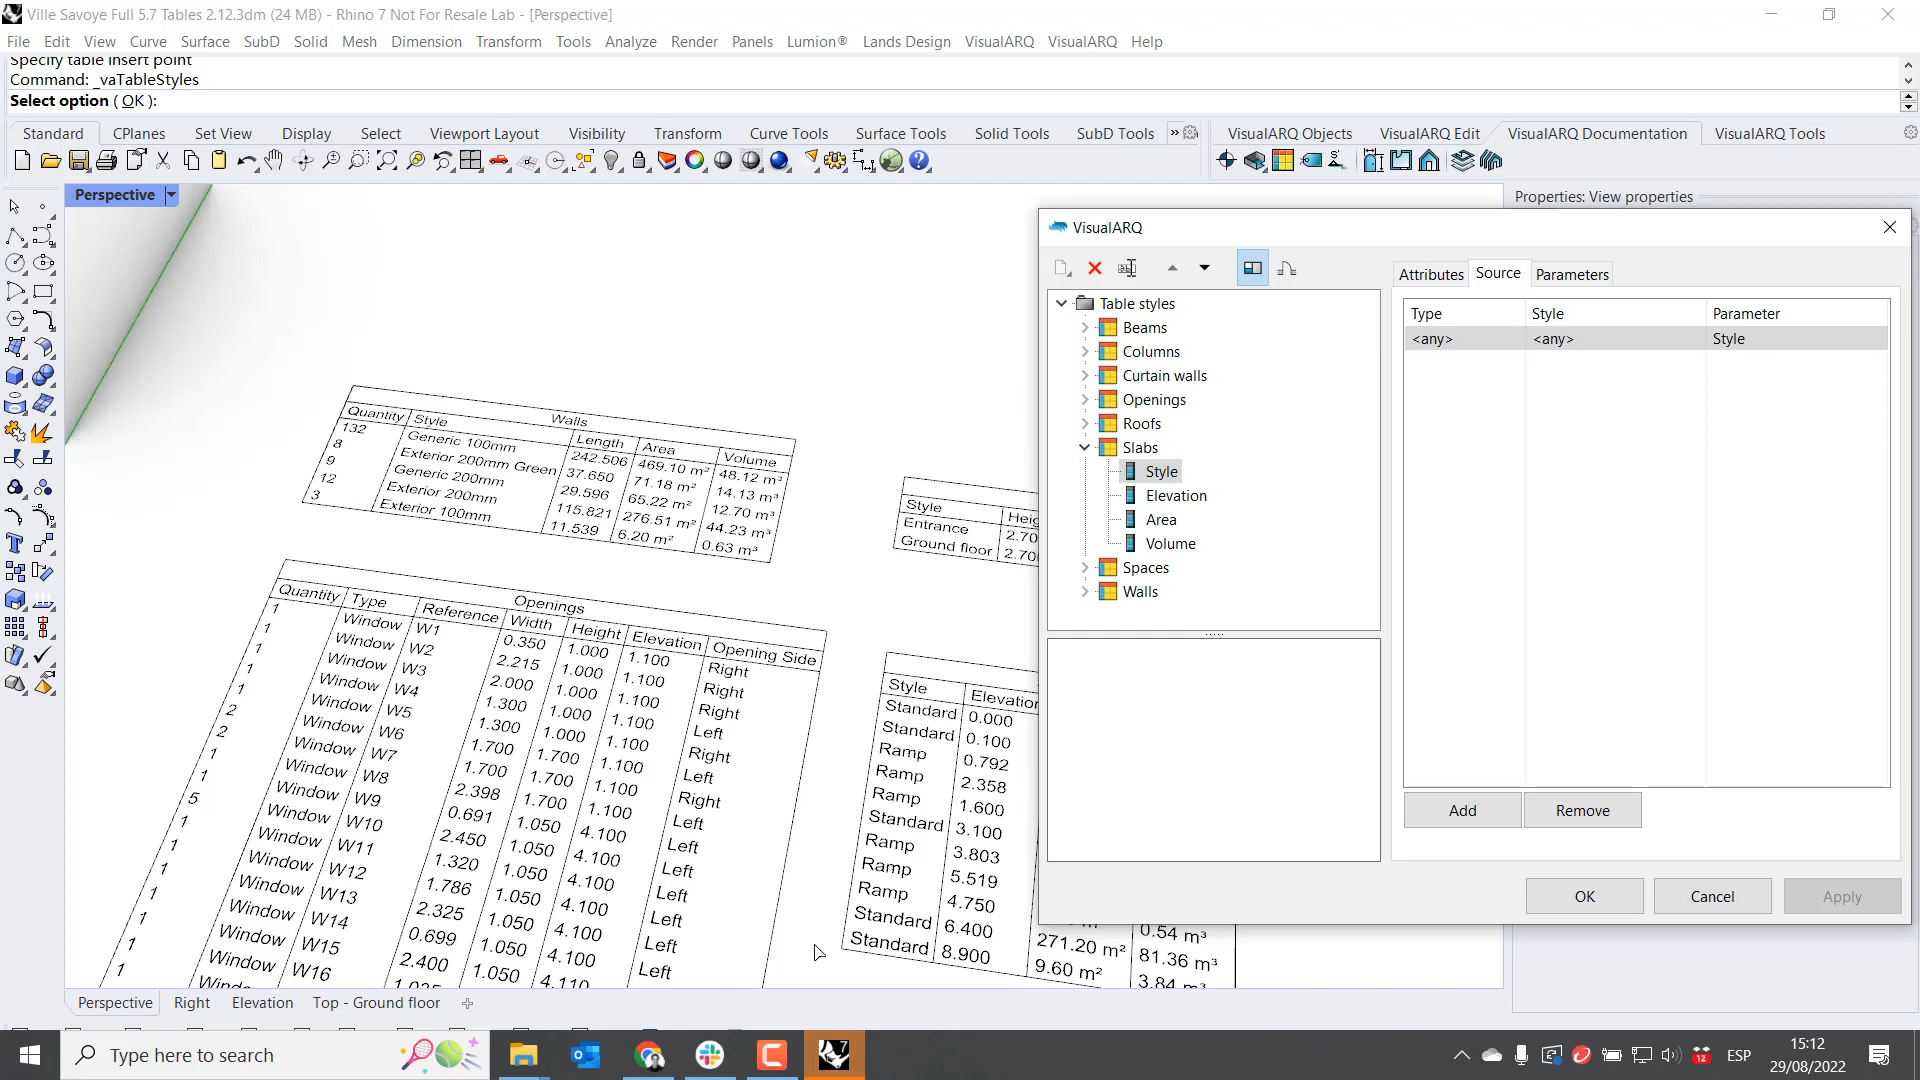 Ville Savoye Full 5.7 Tables 2.12.3dm (24 MB) - Rhino 7 Not For Resale Lab - [Perspective]
File Edit View Curve Surface SubD Solid Mesh Dimension Transform Tools Analyze Render Panels Lumion® Lands Design VisualARQ VisualARQ Help
Specify table insert point
Command: _vaTableStyles
Select option ( OK ):
Standard CPlanes Set View Display Select Viewport Layout Visibility Transform Curve Tools Surface Tools Solid Tools SubD Tools »
VisualARQ Objects VisualARQ Edit VisualARQ Documentation VisualARQ Tools
Perspective
Properties: View properties
Walls
Quantity Style Length Area Volume
132 Generic 100mm 242.506 469.10 m² 48.12 m³
8 Exterior 200mm Green 37.650 71.18 m² 14.13 m³
9 Generic 200mm 29.596 65.22 m² 12.70 m³
12 Exterior 200mm 115.821 276.51 m² 44.23 m³
3 Exterior 100mm 11.539 6.20 m² 0.63 m³
Style Heig
Entrance 2.70
Ground floor 2.700
Openings
Quantity Type Reference Width Height Elevation Opening Side
1 Window W1 0.350 1.000 1.100 Right
1 Window W2 2.215 1.000 1.100 Right
1 Window W3 2.000 1.000 1.100 Right
1 Window W4 1.300 1.000 1.100 Left
1 Window W5 1.300 1.000 1.100 Right
2 Window W6 1.700 1.700 1.100 Left
2 Window W7 1.700 1.700 1.100 Right
1 Window W8 2.398 1.700 1.100 Left
1 Window W9 0.691 1.050 4.100 Left
5 Window W10 2.450 1.050 4.100 Left
1 Window W11 1.320 1.050 4.100 Left
1 Window W12 1.786 1.050 4.100 Left
1 Window W13 2.325 1.050 4.100 Left
1 Window W14 0.699 1.050 4.100 Left
1 Window W15 2.400 1.050 4.110
1 Window W16
Style Elevation
Standard 0.000
Standard 0.100
Ramp 0.792
Ramp 2.358
Ramp 1.600
Standard 3.100
Ramp 3.803
Ramp 5.519
Ramp 4.750
Standard 6.400
Standard 8.900
0.54 m³
271.20 m² 81.36 m³
9.60 m² 3.84 m³
VisualARQ
Table styles
Beams
Columns
Curtain walls
Openings
Roofs
Slabs
Style
Elevation
Area
Volume
Spaces
Walls
Attributes Source Parameters
Type Style Parameter
<any> <any> Style
Add Remove
OK Cancel Apply
Perspective Right Elevation Top - Ground floor
Type here to search
7
12
ESP
15:12
29/08/2022